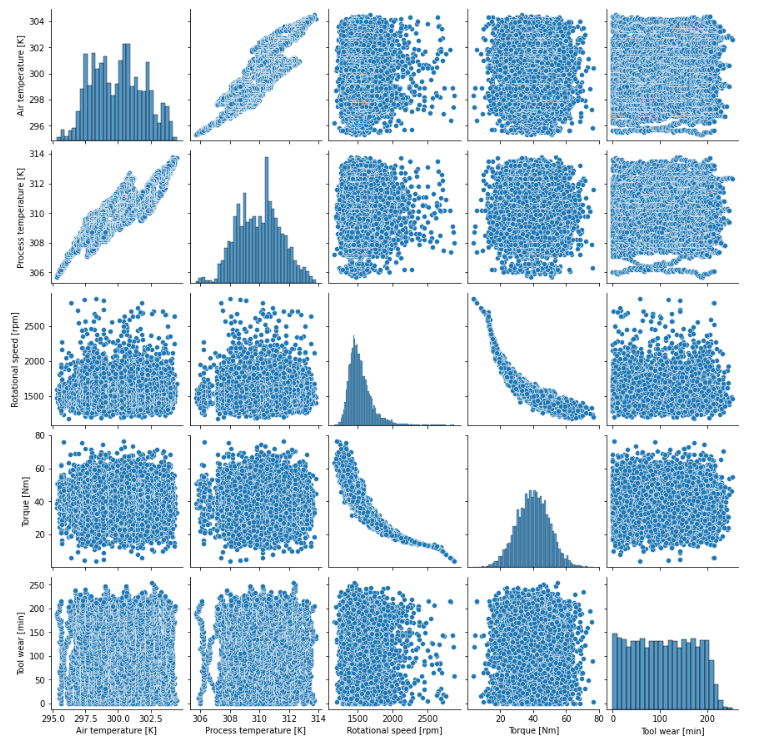 304
302
300
298
296
Air temperature [K]
314
312
310
308
306
Process temperature [K]
2500
2000
1500
Rotational speed [rpm]
80
60
40
20
Torque [Nm]
250
200
150
100
50
0
Tool wear [min]
295.0 297.5 300.0 302.5
306 308 310 312 314
1500 2000 2500
20 40 60 80
0 100 200
Air temperature [K]
Process temperature [K]
Rotational speed [rpm]
Torque [Nm]
Tool wear [min]